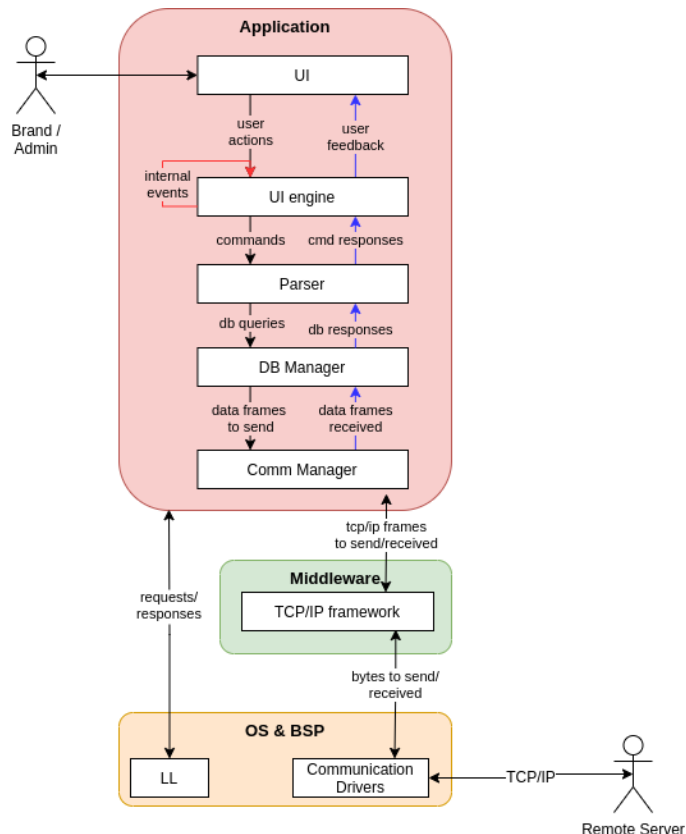 Application
UI
Brand /
Admin
user
actions
user
feedback
internal
events
UI engine
commands
cmd responses
Parser
db queries
db responses
DB Manager
data frames
to send
data frames
received
Comm Manager
tcp/ip frames
to send/received
Middleware
TCP/IP framework
requests/
responses
bytes to send/
received
OS & BSP
LL
Communication
Drivers
TCP/IP
Remote Server